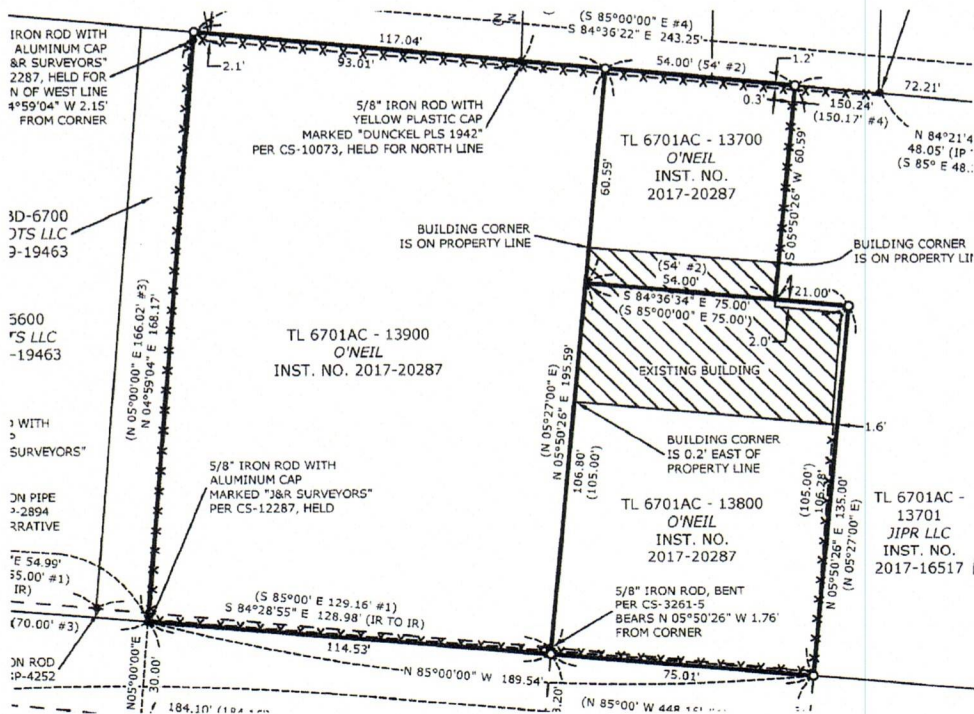 IRON ROD WITH
ALUMINUM CAP
&R SURVEYORS"
2287, HELD FOR
N OF WEST LINE
4°59'04" W 2.15'
FROM CORNER
(S 85°00'00" E #4)
S 84°36'22" E 243.25'
117.04'
93.01'
2.1'
54.00' (54' #2)
1.2'
0.3'
150.24'
(150.17' #4)
72.21'
N 84°21'4
48.05' (IP
(S 85° E 48.
5/8" IRON ROD WITH
YELLOW PLASTIC CAP
MARKED "DUNCKEL PLS 1942"
PER CS-10073, HELD FOR NORTH LINE
TL 6701AC - 13700
O'NEIL
INST. NO.
2017-20287
60.59'
S 05°50'26" W 60.59'
3D-6700
OTS LLC
9-19463
BUILDING CORNER
IS ON PROPERTY LINE
BUILDING CORNER
IS ON PROPERTY LIN
(54' #2)
54.00'
S 84°36'34" E 75.00'
(S 85°00'00" E 75.00')
21.00'
2.0'
5600
TS LLC
-19463
(N 05°00'00" E 166.02' #3)
N 04°59'04" E 168.17'
TL 6701AC - 13900
O'NEIL
INST. NO. 2017-20287
EXISTING BUILDING
(N 05°27'00" E)
N 05°50'26" E 195.59'
106.80'
(105.00')
1.6'
BUILDING CORNER
IS 0.2' EAST OF
PROPERTY LINE
WITH
SURVEYORS"
5/8" IRON ROD WITH
ALUMINUM CAP
MARKED "J&R SURVEYORS"
PER CS-12287, HELD
ON PIPE
P-2894
RRATIVE
TL 6701AC - 13800
O'NEIL
INST. NO.
2017-20287
(105.00')
106.28'
N 05°50'26" E 135.00'
(N 05°27'00" E)
TL 6701AC -
13701
JIPR LLC
INST. NO.
2017-16517
"E 54.99'
55.00' #1)
IR)
(70.00' #3)
(S 85°00' E 129.16' #1)
S 84°28'55" E 128.98' (IR TO IR)
114.53'
5/8" IRON ROD, BENT
PER CS-3261-5
BEARS N 05°50'26" W 1.76'
FROM CORNER
ON ROD
P-4252
N05°00'00"E
30.00'
N 85°00'00" W 189.54'
75.01'
184.10'
(N 85°00' W 448.15'